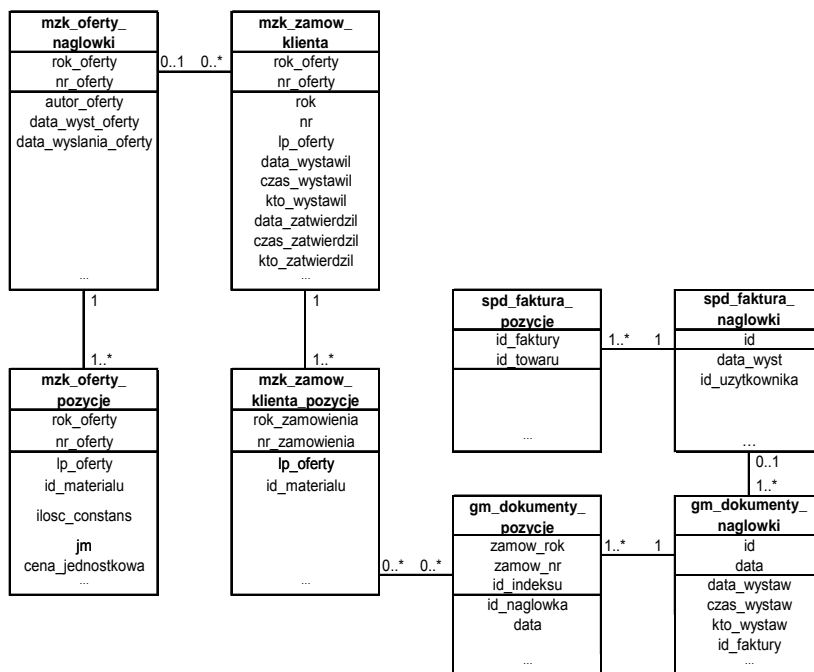 mzk_oferty_
naglowki
rok_oferty
nr_oferty
autor_oferty
data_wyst_oferty
data_wyslania_oferty
...
0..1 0..*
mzk_zamow_
klienta
rok_oferty
nr_oferty
rok
nr
lp_oferty
data_wystawil
czas_wystawil
kto_wystawil
data_zatwierdzil
czas_zatwierdzil
kto_zatwierdzil
...
1
1..*
1
1..*
mzk_oferty_
pozycje
rok_oferty
nr_oferty
lp_oferty
id_materialu
ilosc_constans
jm
cena_jednostkowa
...
mzk_zamow_
klienta_pozycje
rok_zamowienia
nr_zamowienia
lp_oferty
id_materialu
...
0..* 0..*
spd_faktura_
pozycje
id_faktury
id_towaru
...
1..* 1
spd_faktura_
naglowki
id
data_wyst
id_uzytkownika
...
0..1
1..*
gm_dokumenty_
pozycje
zamow_rok
zamow_nr
id_indeksu
id_naglowka
data
...
1..* 1
gm_dokumenty_
naglowki
id
data
data_wystaw
czas_wystaw
kto_wystaw
id_faktury
...